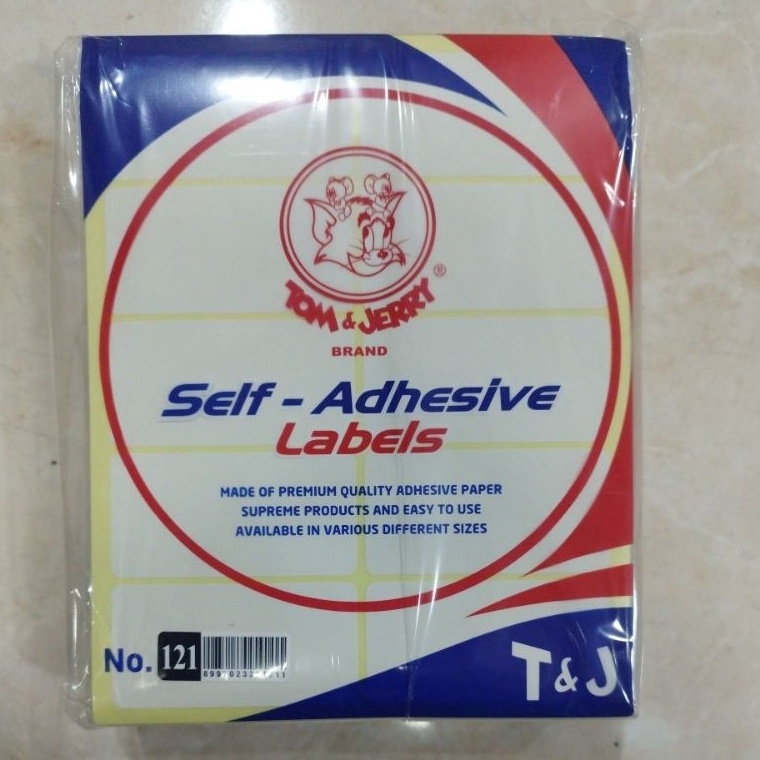 TOM & JERRY ®
BRAND
Self - Adhesive
Labels
MADE OF PREMIUM QUALITY ADHESIVE PAPER
SUPREME PRODUCTS AND EASY TO USE
AVAILABLE IN VARIOUS DIFFERENT SIZES
No. 121
T & J